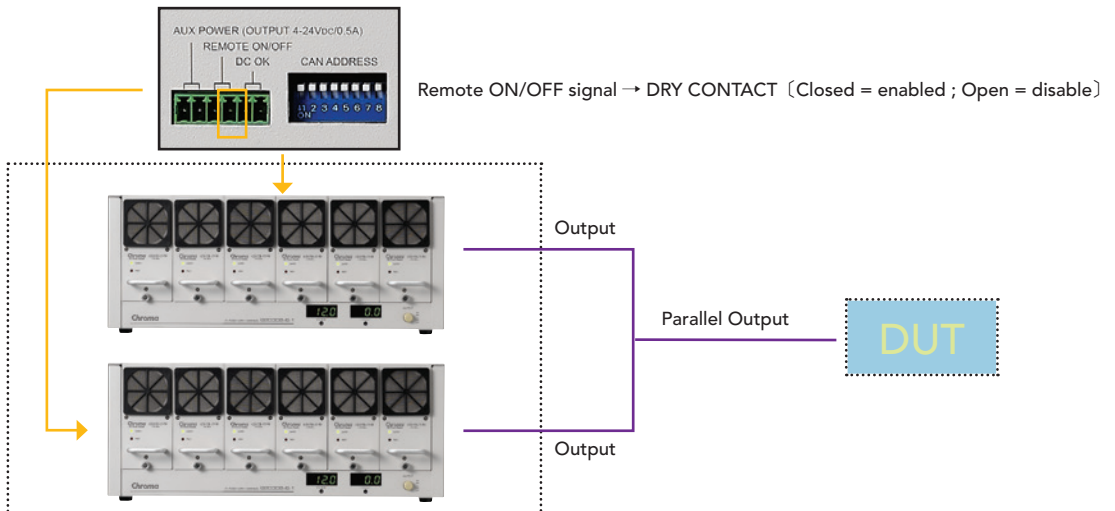 AUX POWER (OUTPUT 4-24VDC/0.5A)
REMOTE ON/OFF
DC OK
CAN ADDRESS
1 2 3 4 5 6 7 8
ON
Remote ON/OFF signal → DRY CONTACT〔Closed = enabled ; Open = disable〕
Output
Chroma
12.0
0.0
Parallel Output
DUT
Output
Chroma
12.0
0.0